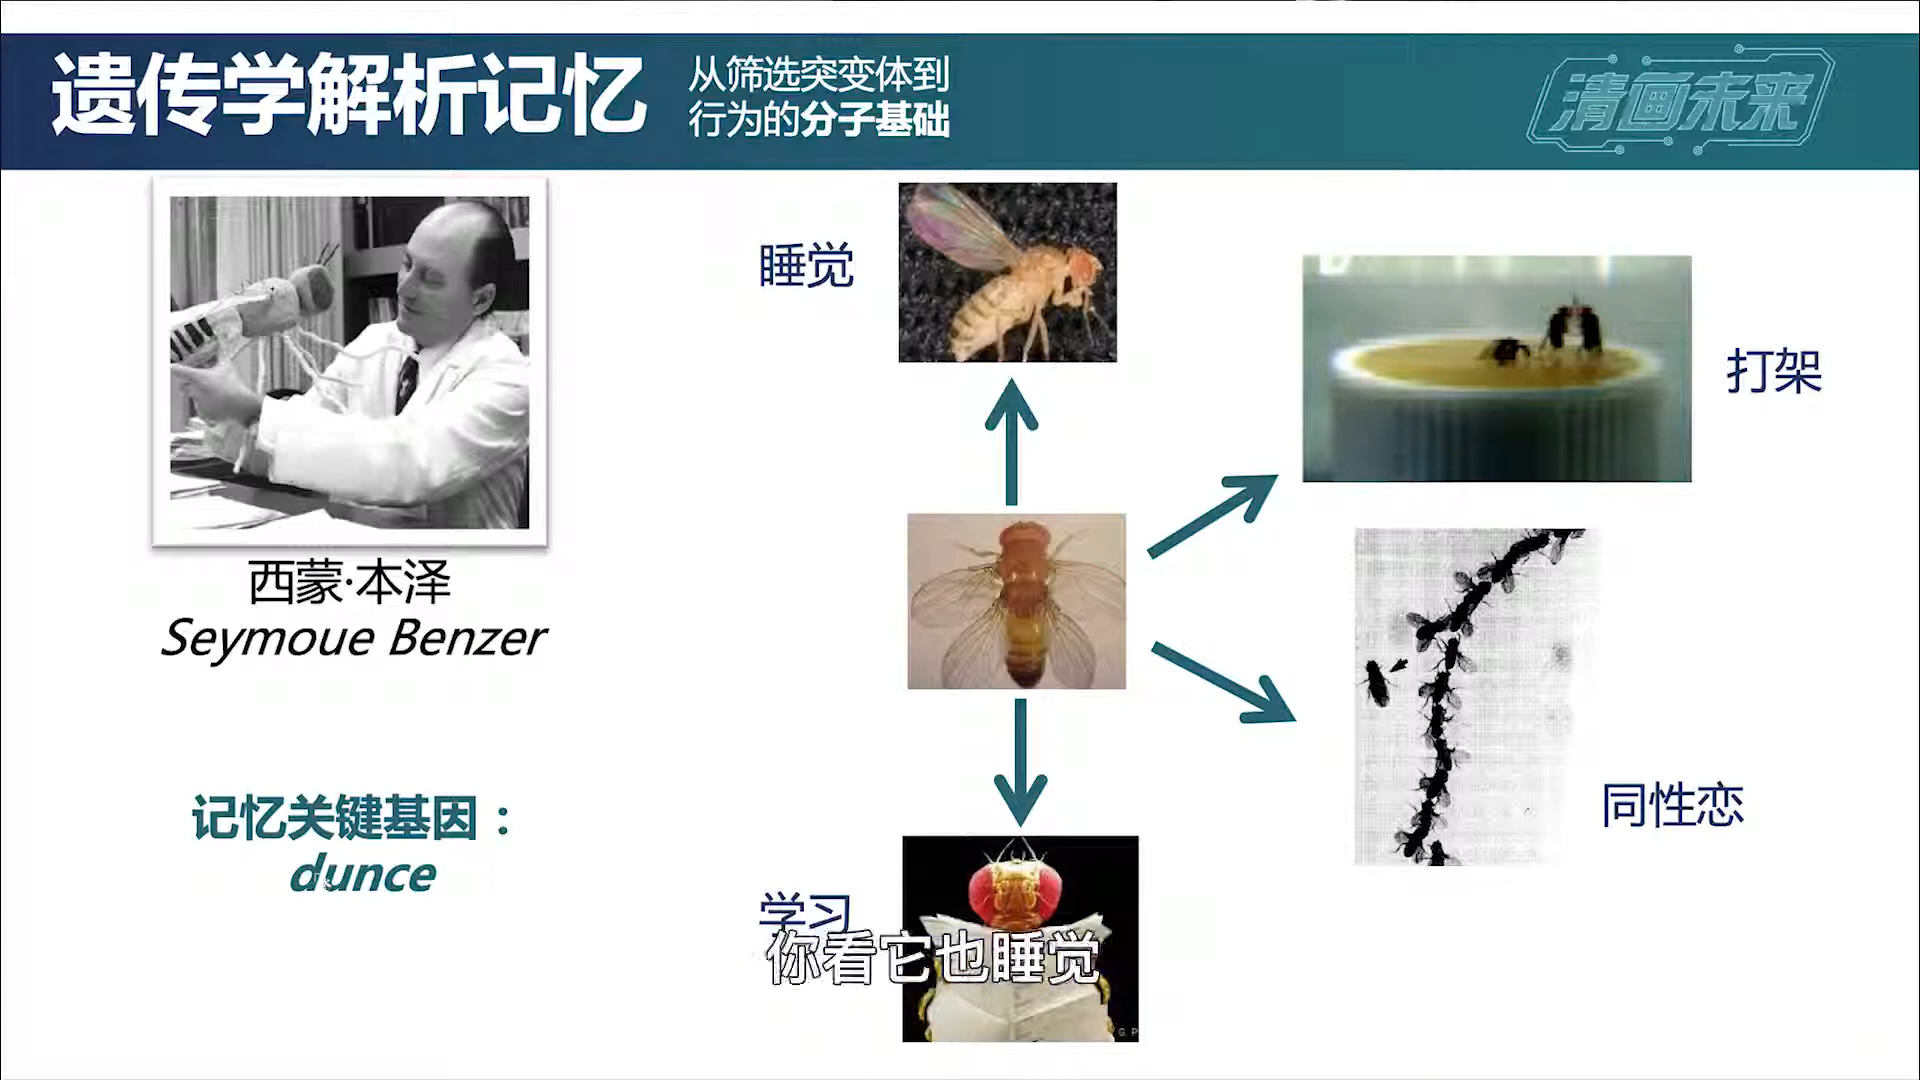 遗传学解析记忆
从筛选突变体到
行为的分子基础
清画未来
西蒙·本泽
Seymoue Benzer
记忆关键基因：
dunce
睡觉
打架
同性恋
学习
你看它也睡觉
G. P